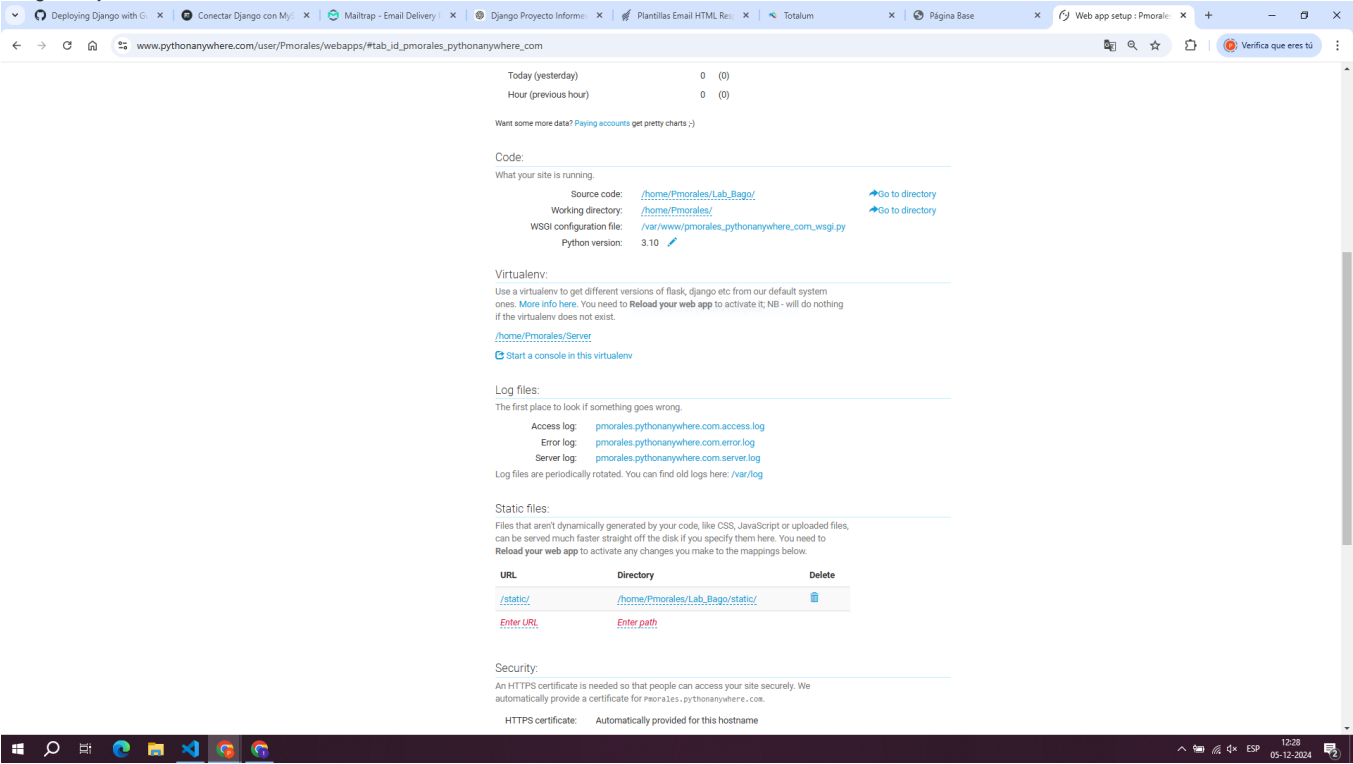 Deploying Django with G
Conectar Django con My
Mailtrap - Email Delivery
Django Proyecto Informe
Plantillas Email HTML Res
Totalum
Página Base
Web app setup : Pmorale
www.pythonanywhere.com/user/Pmorales/webapps/#tab_id_pmorales_pythonanywhere_com
Verifica que eres tú
Today (yesterday) 0 (0)
Hour (previous hour) 0 (0)
Want some more data? Paying accounts get pretty charts ;-)
Code:
What your site is running.
Source code: /home/Pmorales/Lab_Bago/ Go to directory
Working directory: /home/Pmorales/ Go to directory
WSGI configuration file: /var/www/pmorales_pythonanywhere_com_wsgi.py
Python version: 3.10
Virtualenv:
Use a virtualenv to get different versions of flask, django etc from our default system
ones. More info here. You need to Reload your web app to activate it; NB - will do nothing
if the virtualenv does not exist.
/home/Pmorales/Server
Start a console in this virtualenv
Log files:
The first place to look if something goes wrong.
Access log: pmorales.pythonanywhere.com.access.log
Error log: pmorales.pythonanywhere.com.error.log
Server log: pmorales.pythonanywhere.com.server.log
Log files are periodically rotated. You can find old logs here: /var/log
Static files:
Files that aren't dynamically generated by your code, like CSS, JavaScript or uploaded files,
can be served much faster straight off the disk if you specify them here. You need to
Reload your web app to activate any changes you make to the mappings below.
URL Directory Delete
/static/ /home/Pmorales/Lab_Bago/static/
Enter URL Enter path
Security:
An HTTPS certificate is needed so that people can access your site securely. We
automatically provide a certificate for Pmorales.pythonanywhere.com.
HTTPS certificate: Automatically provided for this hostname
ESP
12:28
05-12-2024
2